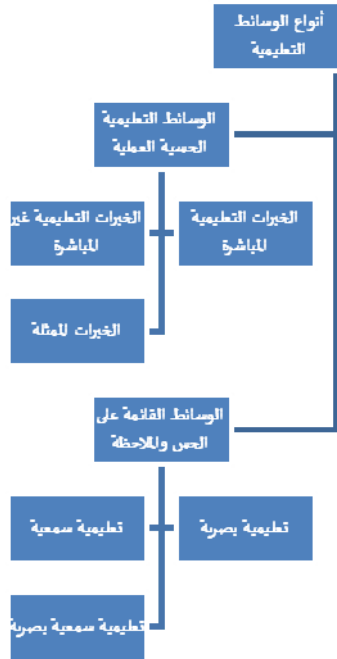 أنواع الوسائط
التعليمية
الوسائط التعليمية
الحسية العملية
الخبرات التعليمية
المباشرة
الخبرات التعليمية غير
المباشرة
الخبرات الممثلة
الوسائط القائمة على
الحس والملاحظة
تعليمية بصرية
تعليمية سمعية
تعليمية سمعية بصرية